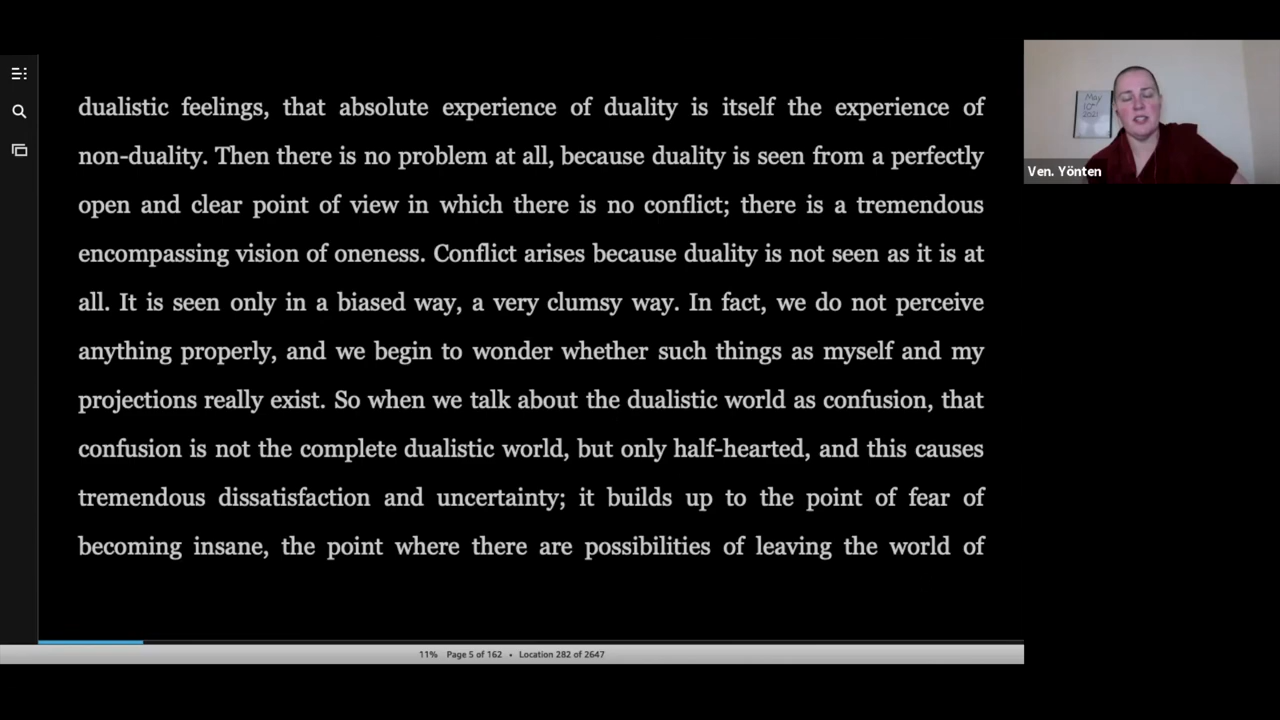 dualistic feelings, that absolute experience of duality is itself the experience of
non-duality. Then there is no problem at all, because duality is seen from a perfectly
open and clear point of view in which there is no conflict; there is a tremendous
encompassing vision of oneness. Conflict arises because duality is not seen as it is at
all. It is seen only in a biased way, a very clumsy way. In fact, we do not perceive
anything properly, and we begin to wonder whether such things as myself and my
projections really exist. So when we talk about the dualistic world as confusion, that
confusion is not the complete dualistic world, but only half-hearted, and this causes
tremendous dissatisfaction and uncertainty; it builds up to the point of fear of
becoming insane, the point where there are possibilities of leaving the world of
11% Page 5 of 162 • Location 282 of 2647
May
10th
2021
Ven. Yönten